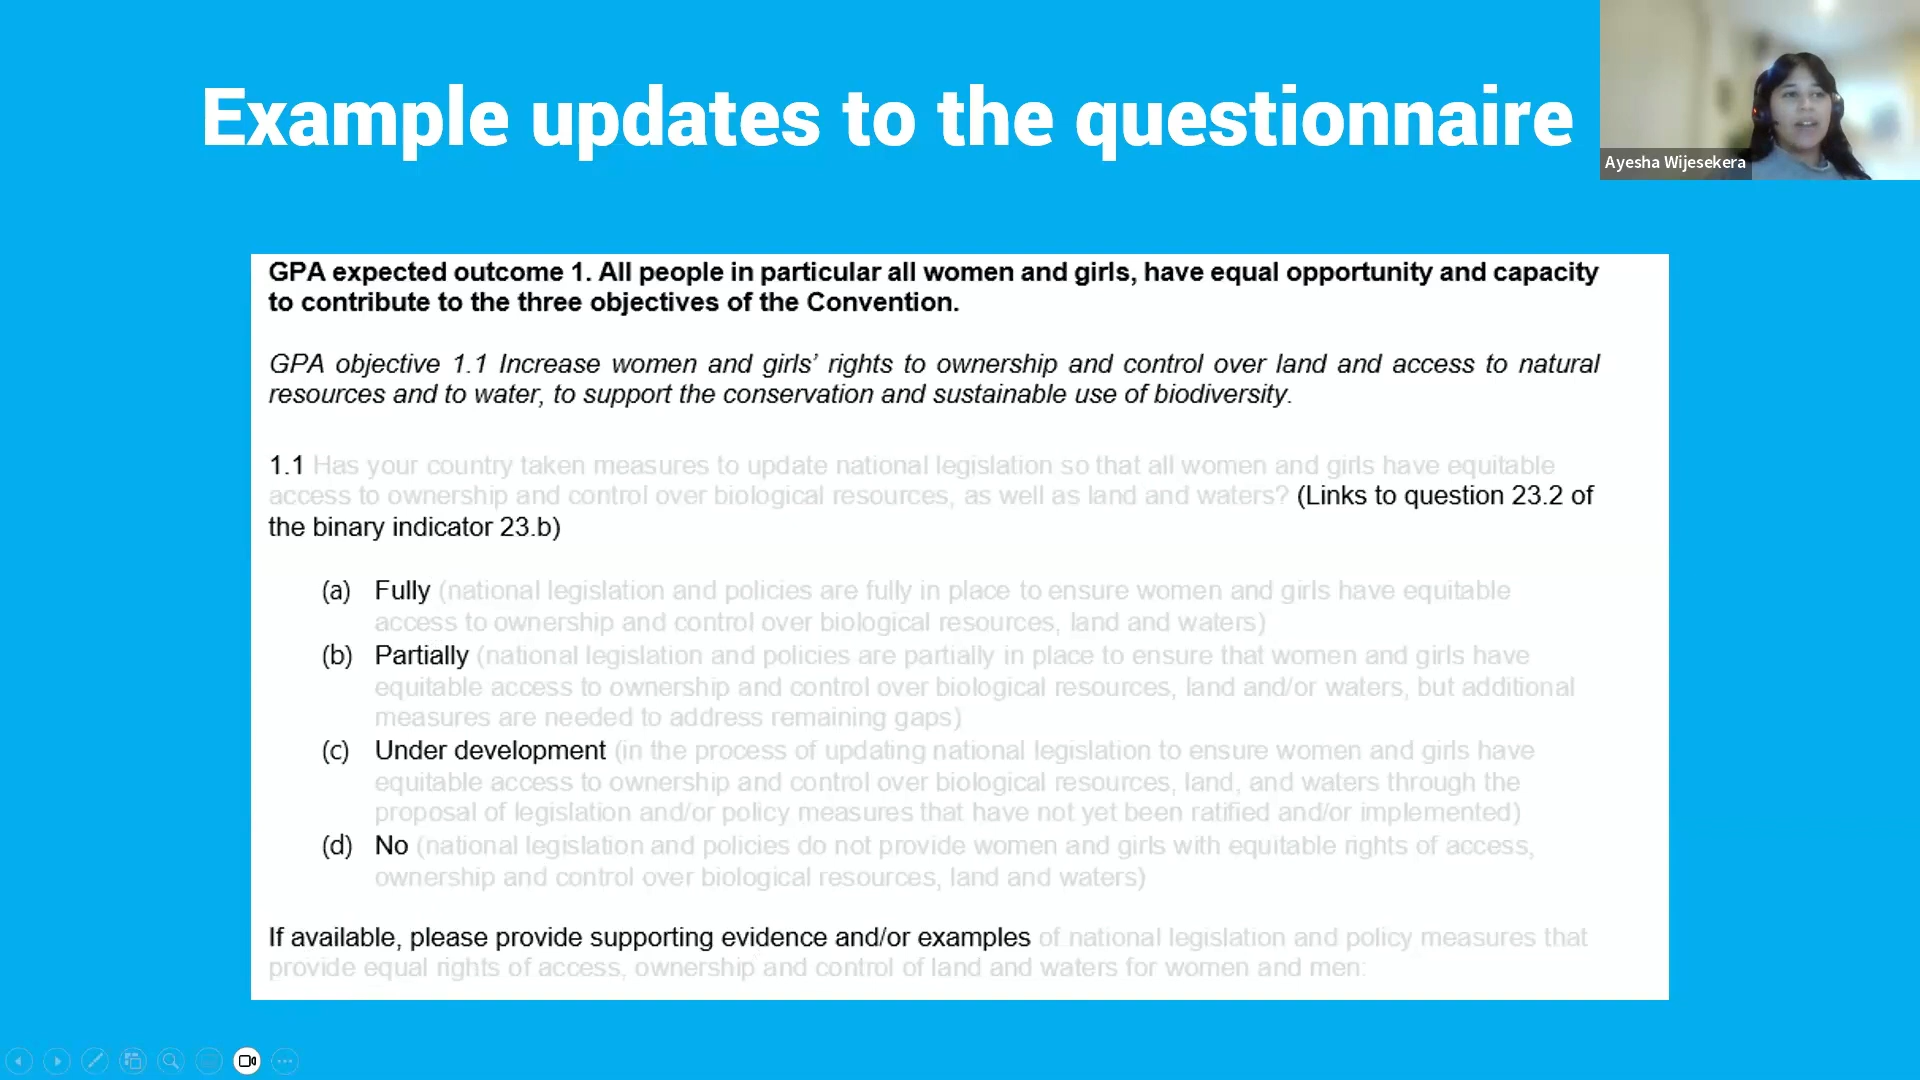 Example updates to the questionnaire
Ayesha Wijesekera
GPA expected outcome 1. All people in particular all women and girls, have equal opportunity and capacity
to contribute to the three objectives of the Convention.
GPA objective 1.1 Increase women and girls’ rights to ownership and control over land and access to natural
resources and to water, to support the conservation and sustainable use of biodiversity.
1.1 Has your country taken measures to update national legislation so that all women and girls have equitable
access to ownership and control over biological resources, as well as land and waters? (Links to question 23.2 of
the binary indicator 23.b)
(a) Fully (national legislation and policies are fully in place to ensure women and girls have equitable
access to ownership and control over biological resources, land and waters)
(b) Partially (national legislation and policies are partially in place to ensure that women and girls have
equitable access to ownership and control over biological resources, land and/or waters, but additional
measures are needed to address remaining gaps)
(c) Under development (in the process of updating national legislation to ensure women and girls have
equitable access to ownership and control over biological resources, land, and waters through the
proposal of legislation and/or policy measures that have not yet been ratified and/or implemented)
(d) No (national legislation and policies do not provide women and girls with equitable rights of access,
ownership and control over biological resources, land and waters)
If available, please provide supporting evidence and/or examples of national legislation and policy measures that
provide equal rights of access, ownership and control of land and waters for women and men: